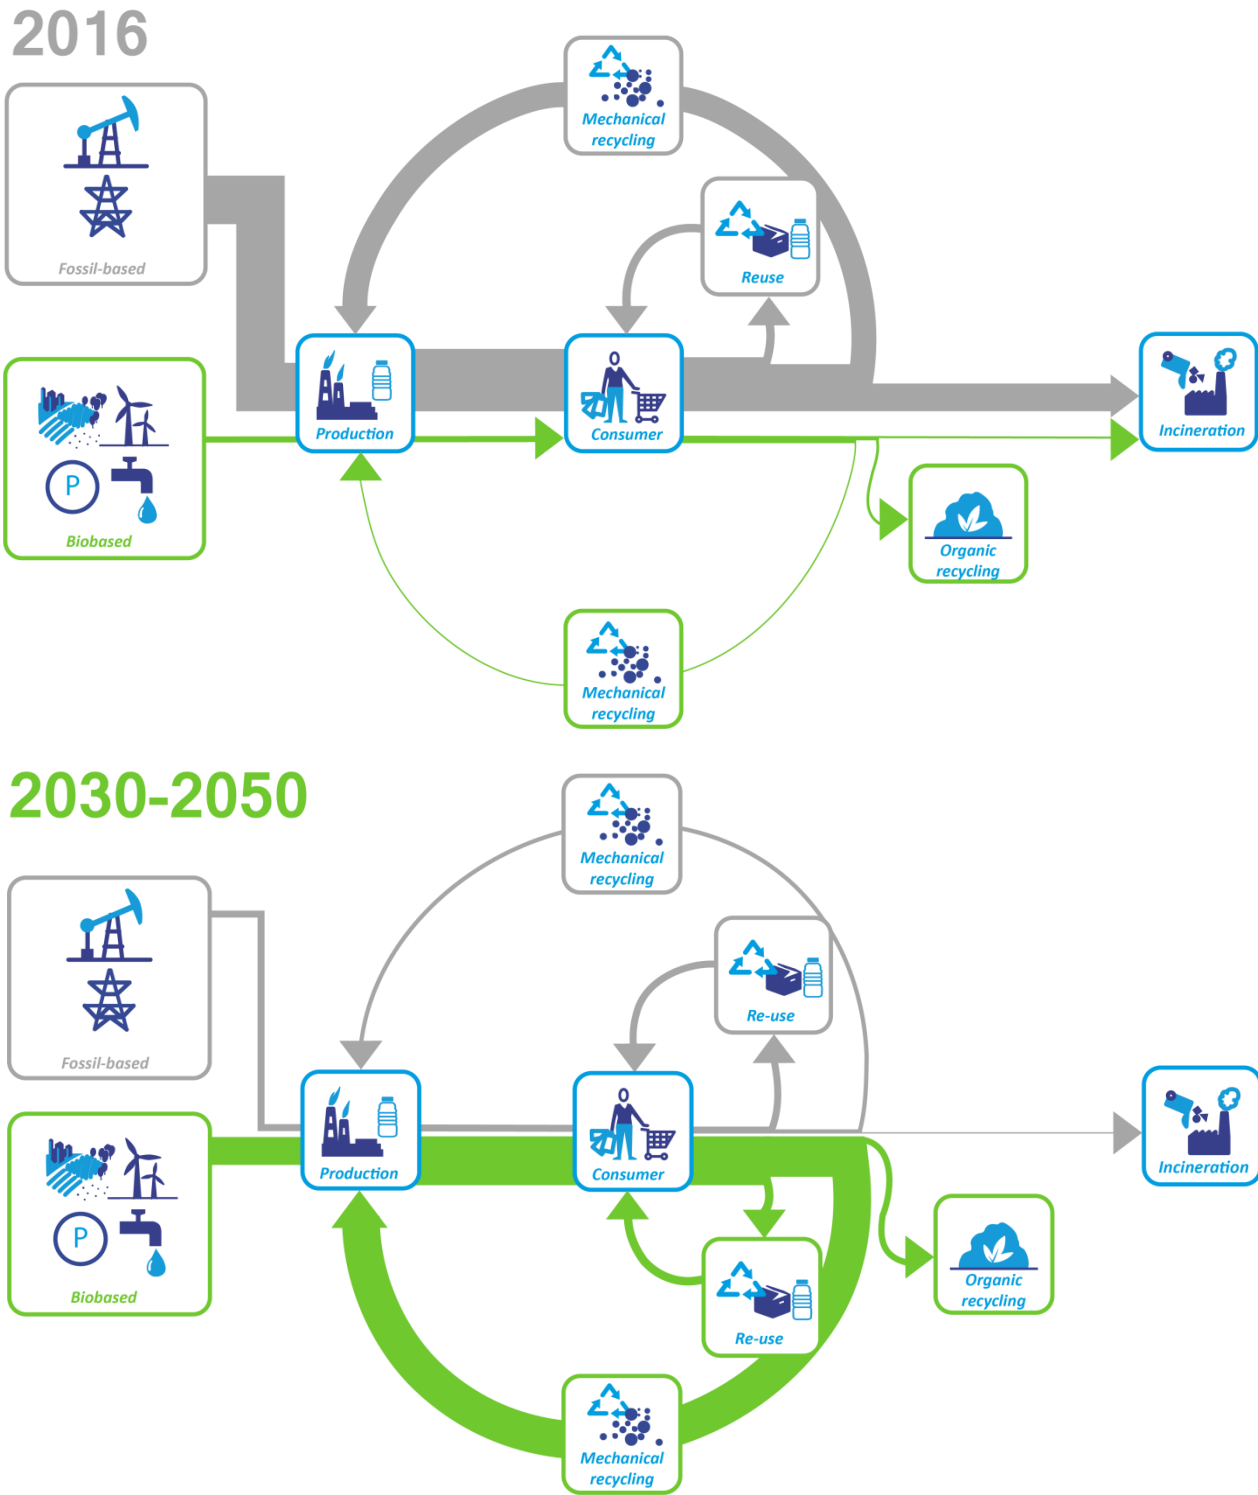 2016
Mechanical
recycling
Reuse
Fossil-based
Production
Consumer
Incineration
P
Biobased
Organic
recycling
Mechanical
recycling
2030-2050
Mechanical
recycling
Re-use
Fossil-based
Production
Consumer
Incineration
P
Biobased
Organic
recycling
Re-use
Mechanical
recycling